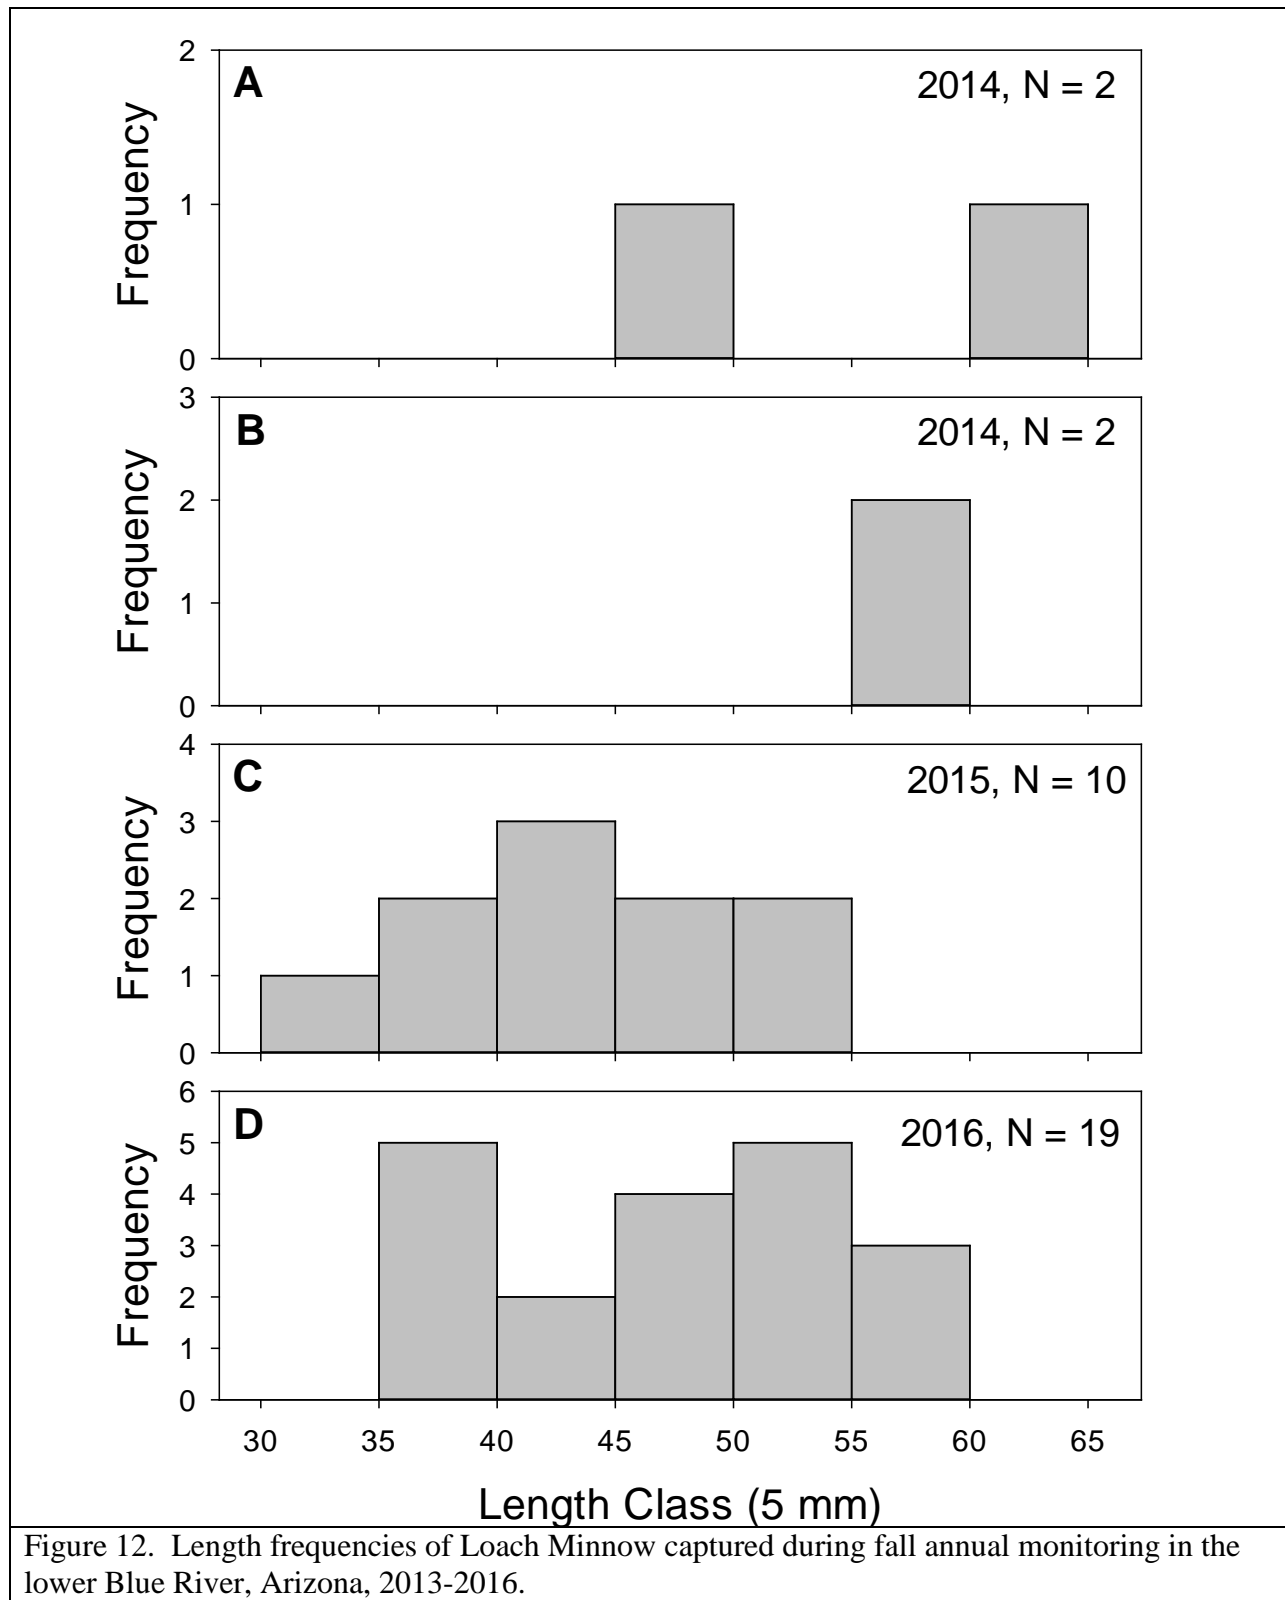 2
A
2014, N = 2
Frequency
1
0
3
B
2014, N = 2
Frequency
2
1
0
4
C
2015, N = 10
Frequency
3
2
1
0
6
D
2016, N = 19
Frequency
5
4
3
2
1
0
30 35 40 45 50 55 60 65
Length Class (5 mm)
Figure 12.  Length frequencies of Loach Minnow captured during fall annual monitoring in the
lower Blue River, Arizona, 2013-2016.